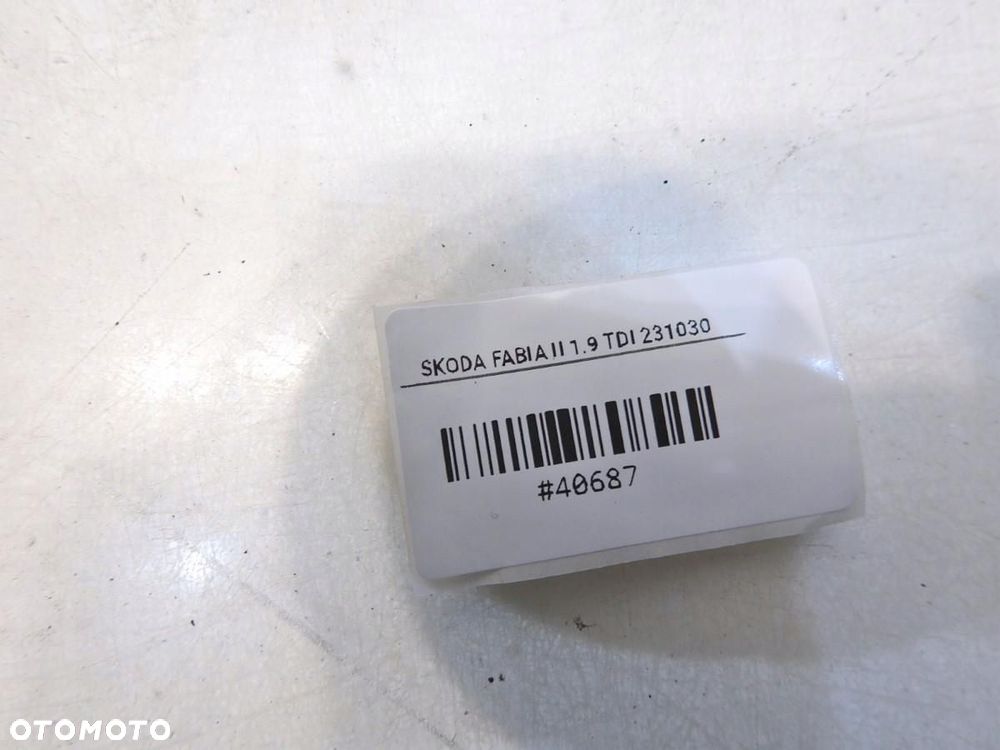 SKODA FABIA II 1.9 TDI 231030
#40687
OTOMOTO